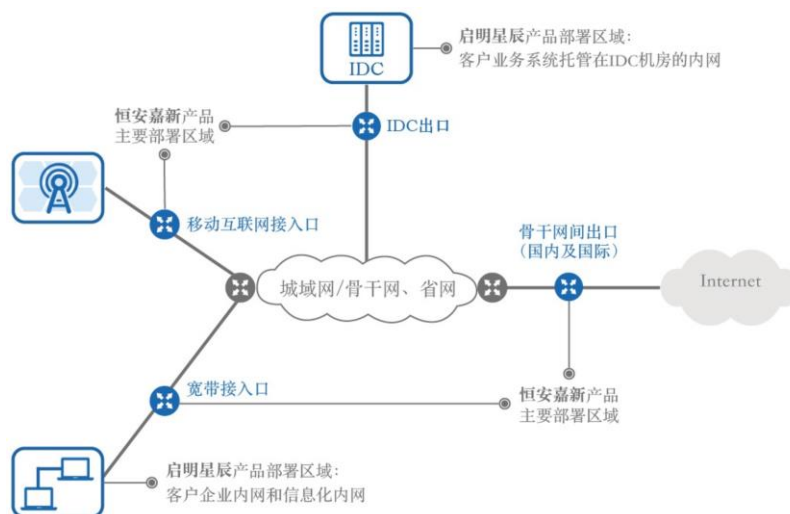 启明星辰产品部署区域：
客户业务系统托管在IDC机房的内网
IDC
恒安嘉新产品
主要部署区域
IDC出口
移动互联网接入口
骨干网间出口
（国内及国际）
城域网/骨干网、省网
Internet
宽带接入口
恒安嘉新产品
主要部署区域
启明星辰产品部署区域：
客户企业内网和信息化内网